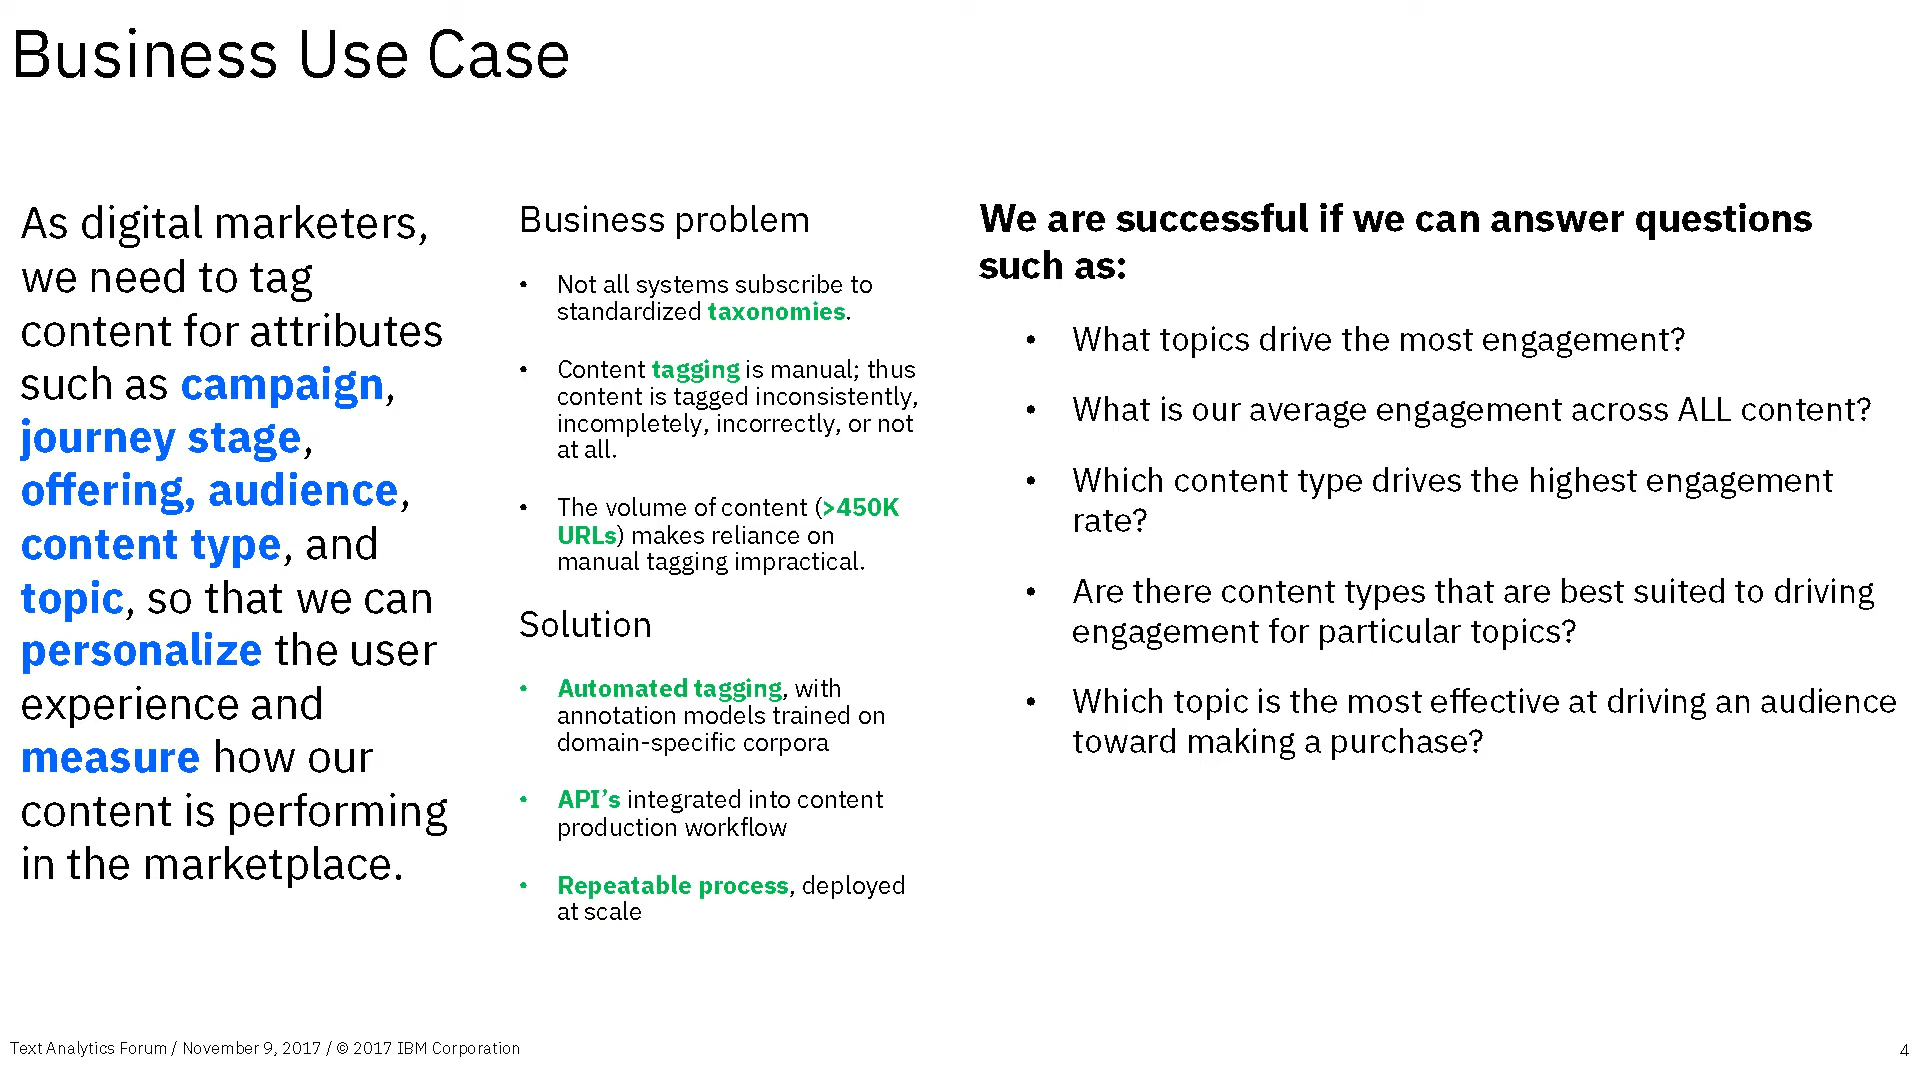 Business Use Case
As digital marketers,
we need to tag
content for attributes
such as campaign,
journey stage,
offering, audience,
content type, and
topic, so that we can
personalize the user
experience and
measure how our
content is performing
in the marketplace.
Business problem
• Not all systems subscribe to
standardized taxonomies.
• Content tagging is manual; thus
content is tagged inconsistently,
incompletely, incorrectly, or not
at all.
• The volume of content (>450K
URLs) makes reliance on
manual tagging impractical.
Solution
• Automated tagging, with
annotation models trained on
domain-specific corpora
• API’s integrated into content
production workflow
• Repeatable process, deployed
at scale
We are successful if we can answer questions
such as:
• What topics drive the most engagement?
• What is our average engagement across ALL content?
• Which content type drives the highest engagement
rate?
• Are there content types that are best suited to driving
engagement for particular topics?
• Which topic is the most effective at driving an audience
toward making a purchase?
Text Analytics Forum / November 9, 2017 / © 2017 IBM Corporation
4